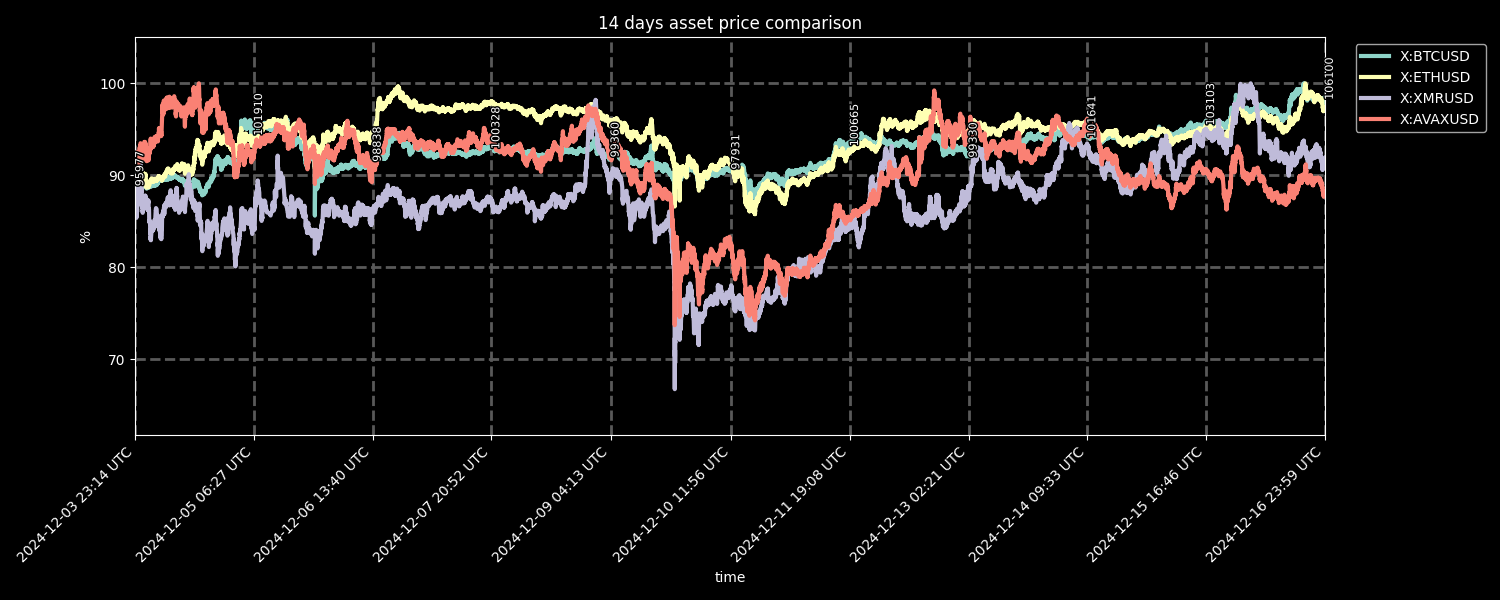 14 days asset price comparison
X:BTCUSD
X:ETHUSD
X:XMRUSD
X:AVAXUSD
100
90
80
70
%
101910
98838
100328
99360
97931
100665
99330
101641
103103
106100
2024-12-03 23:14 UTC
2024-12-05 06:27 UTC
2024-12-06 13:40 UTC
2024-12-07 20:52 UTC
2024-12-09 04:13 UTC
2024-12-10 11:56 UTC
2024-12-11 19:08 UTC
2024-12-13 02:21 UTC
2024-12-14 09:33 UTC
2024-12-15 16:46 UTC
2024-12-16 23:59 UTC
time